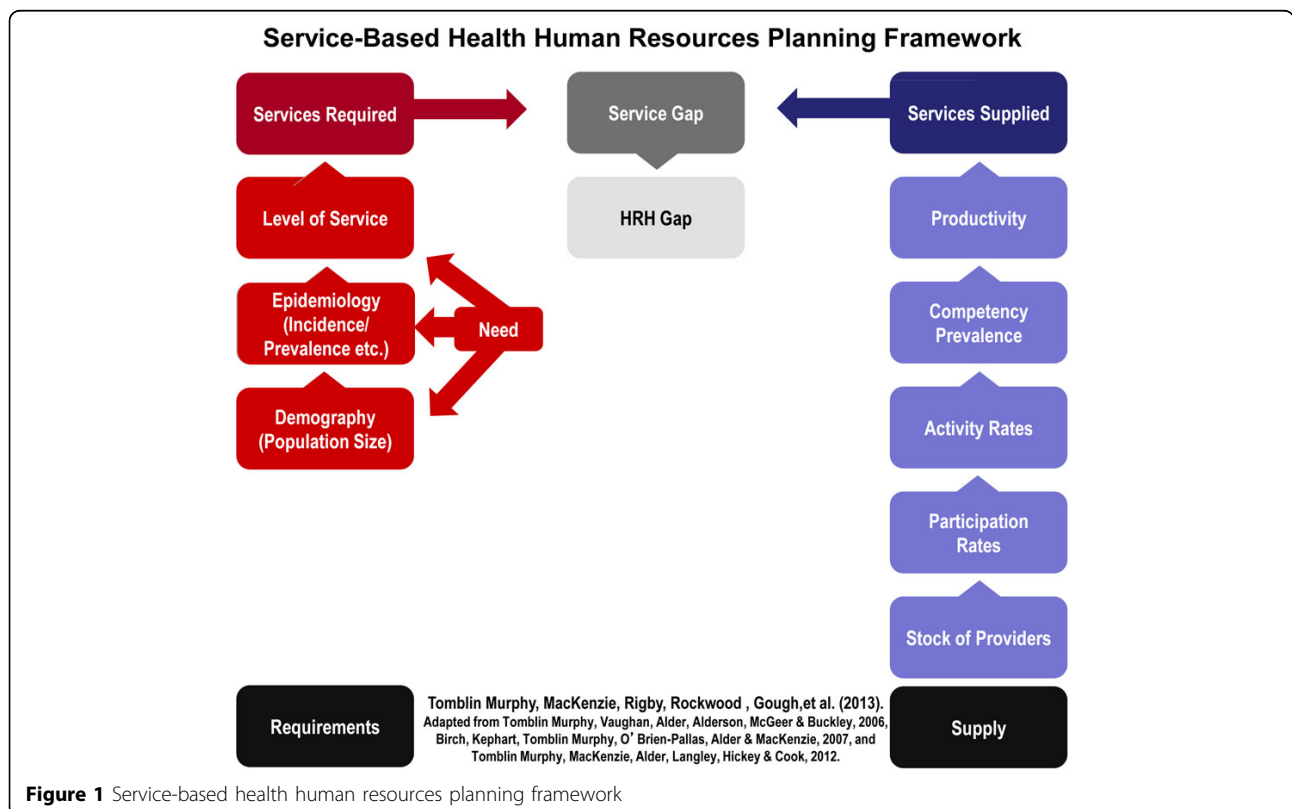 Service-Based Health Human Resources Planning Framework
Services Required
Service Gap
Services Supplied
Level of Service
HRH Gap
Productivity
Epidemiology
(Incidence/
Prevalence etc.)
Need
Competency
Prevalence
Demography
(Population Size)
Activity Rates
Participation
Rates
Stock of Providers
Requirements
Tomblin Murphy, MacKenzie, Rigby, Rockwood , Gough,et al. (2013).
Adapted from Tomblin Murphy, Vaughan, Alder, Alderson, McGeer & Buckley, 2006,
Birch, Kephart, Tomblin Murphy, O’ Brien-Pallas, Alder & MacKenzie, 2007, and
Tomblin Murphy, MacKenzie, Alder, Langley, Hickey & Cook, 2012.
Supply
Figure 1 Service-based health human resources planning framework